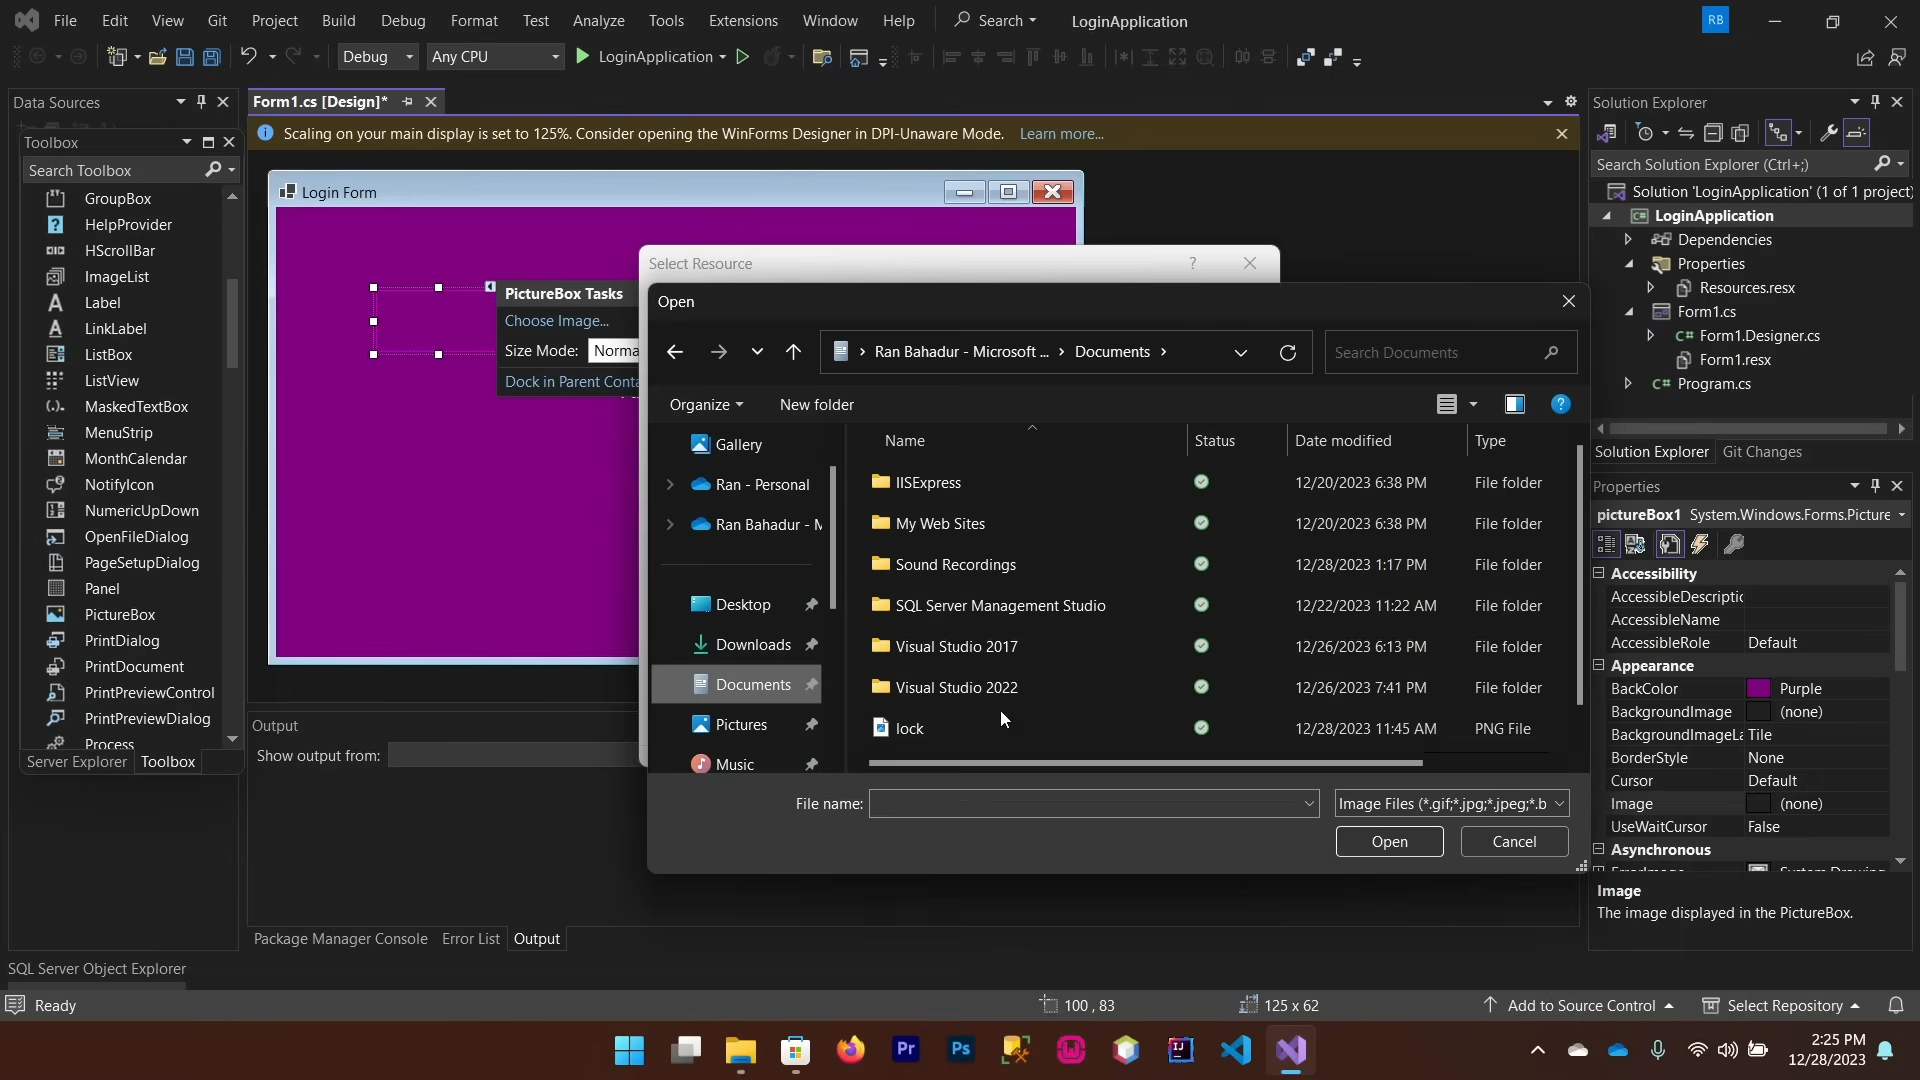 File Edit View Git Project Build Debug Format Test Analyze Tools Extensions Window Help Search LoginApplication RB
Debug Any CPU LoginApplication
Data Sources
Toolbox
Search Toolbox
GroupBox
HelpProvider
HScrollBar
ImageList
Label
LinkLabel
ListBox
ListView
MaskedTextBox
MenuStrip
MonthCalendar
NotifyIcon
NumericUpDown
OpenFileDialog
PageSetupDialog
Panel
PictureBox
PrintDialog
PrintDocument
PrintPreviewControl
PrintPreviewDialog
Process
Server Explorer Toolbox
Form1.cs [Design]*
Scaling on your main display is set to 125%. Consider opening the WinForms Designer in DPI-Unaware Mode. Learn more...
Login Form
PictureBox Tasks
Choose Image...
Size Mode: Norma
Dock in Parent Conta
Select Resource ?
Open
Ran Bahadur - Microsoft ... Documents Search Documents
Organize New folder ?
Gallery
Ran - Personal
Ran Bahadur - M
Desktop
Downloads
Documents
Pictures
Music
Name Status Date modified Type
IISExpress 12/20/2023 6:38 PM File folder
My Web Sites 12/20/2023 6:38 PM File folder
Sound Recordings 12/28/2023 1:17 PM File folder
SQL Server Management Studio 12/22/2023 11:22 AM File folder
Visual Studio 2017 12/26/2023 6:13 PM File folder
Visual Studio 2022 12/26/2023 7:41 PM File folder
lock 12/28/2023 11:45 AM PNG File
File name: Image Files (*.gif;*.jpg;*.jpeg;*.b
Open Cancel
Output
Show output from:
Package Manager Console Error List Output
Solution Explorer
Search Solution Explorer (Ctrl+;)
Solution 'LoginApplication' (1 of 1 project)
LoginApplication
Dependencies
Properties
Resources.resx
Form1.cs
Form1.Designer.cs
Form1.resx
Program.cs
Solution Explorer Git Changes
Properties
pictureBox1 System.Windows.Forms.Picture
Accessibility
AccessibleDescriptic
AccessibleName
AccessibleRole Default
Appearance
BackColor Purple
BackgroundImage (none)
BackgroundImageLa Tile
BorderStyle None
Cursor Default
Image (none)
UseWaitCursor False
Asynchronous
Image
The image displayed in the PictureBox.
SQL Server Object Explorer
Ready 100 , 83 125 x 62 Add to Source Control Select Repository
Pr Ps IJ
2:25 PM
12/28/2023